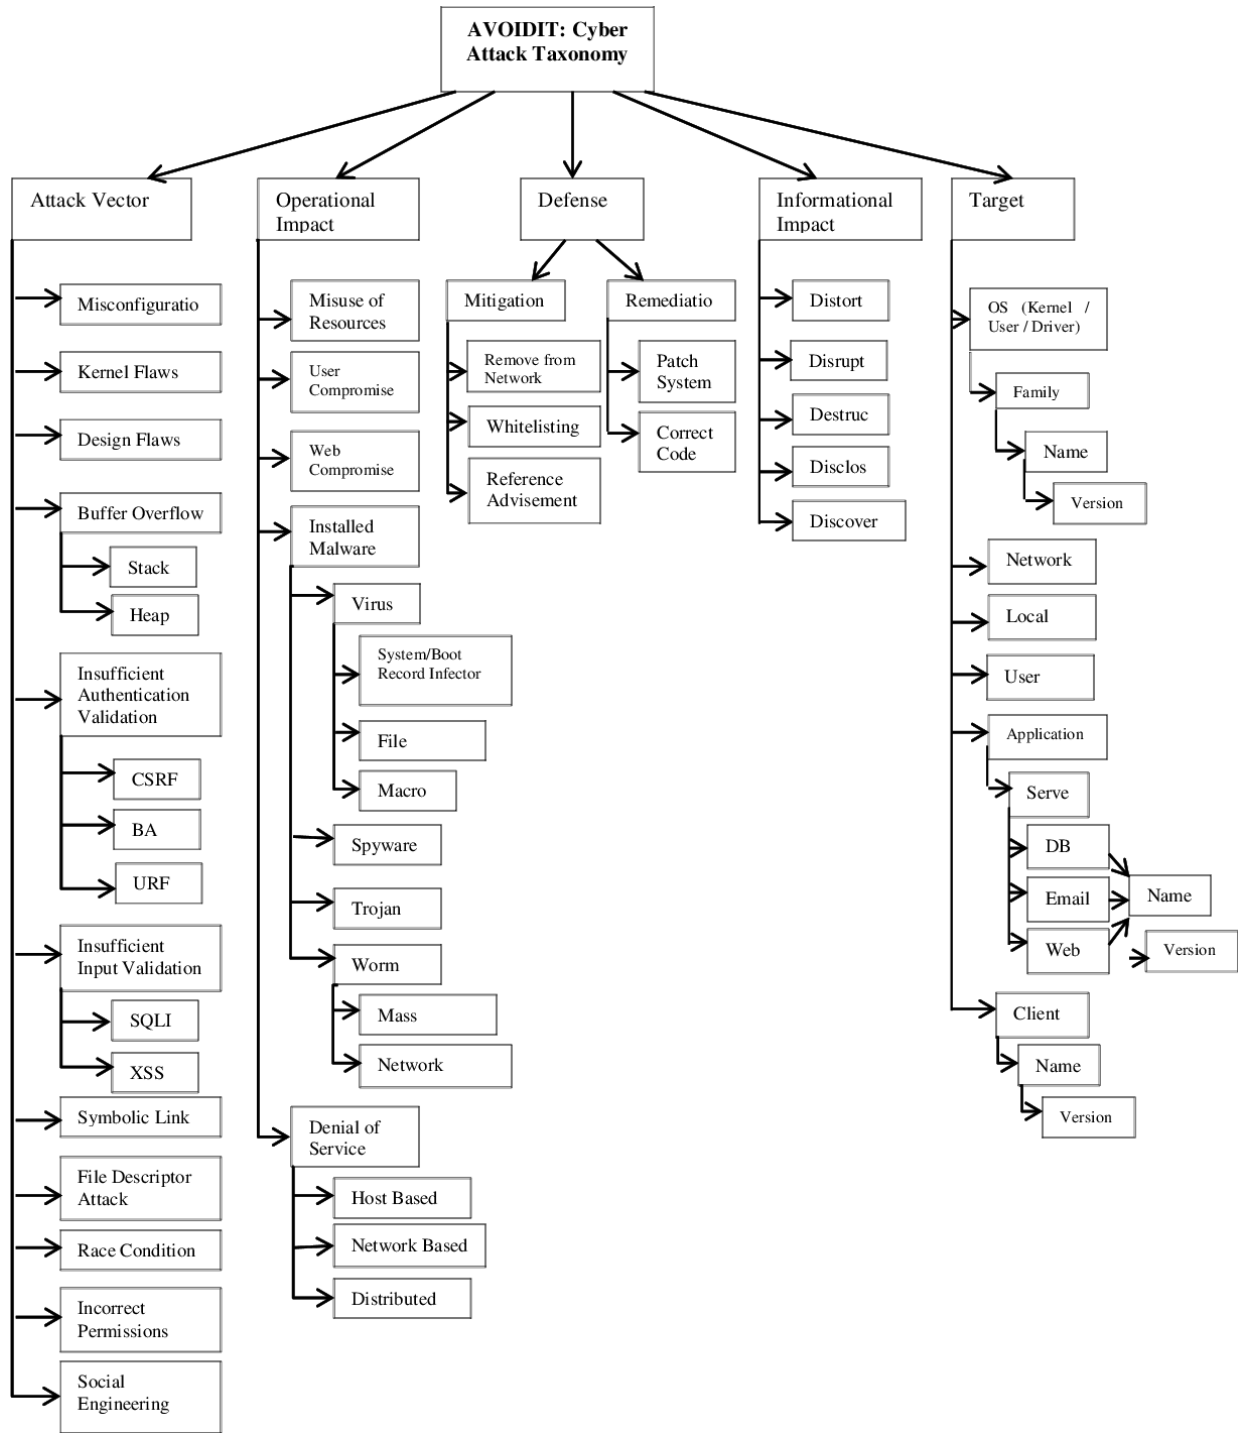 AVOIDIT: Cyber
Attack Taxonomy
Attack Vector
Misconfiguratio
Kernel Flaws
Design Flaws
Buffer Overflow
Stack
Heap
Insufficient
Authentication
Validation
CSRF
BA
URF
Insufficient
Input Validation
SQLI
XSS
Symbolic Link
File Descriptor
Attack
Race Condition
Incorrect
Permissions
Social
Engineering
Operational
Impact
Misuse of
Resources
User
Compromise
Web
Compromise
Installed
Malware
Virus
System/Boot
Record Infector
File
Macro
Spyware
Trojan
Worm
Mass
Network
Denial of
Service
Host Based
Network Based
Distributed
Defense
Mitigation
Remove from
Network
Whitelisting
Reference
Advisement
Remediatio
Patch
System
Correct
Code
Informational
Impact
Distort
Disrupt
Destruc
Disclos
Discover
Target
OS (Kernel /
User / Driver)
Family
Name
Version
Network
Local
User
Application
Serve
DB
Email
Web
Name
Version
Client
Name
Version